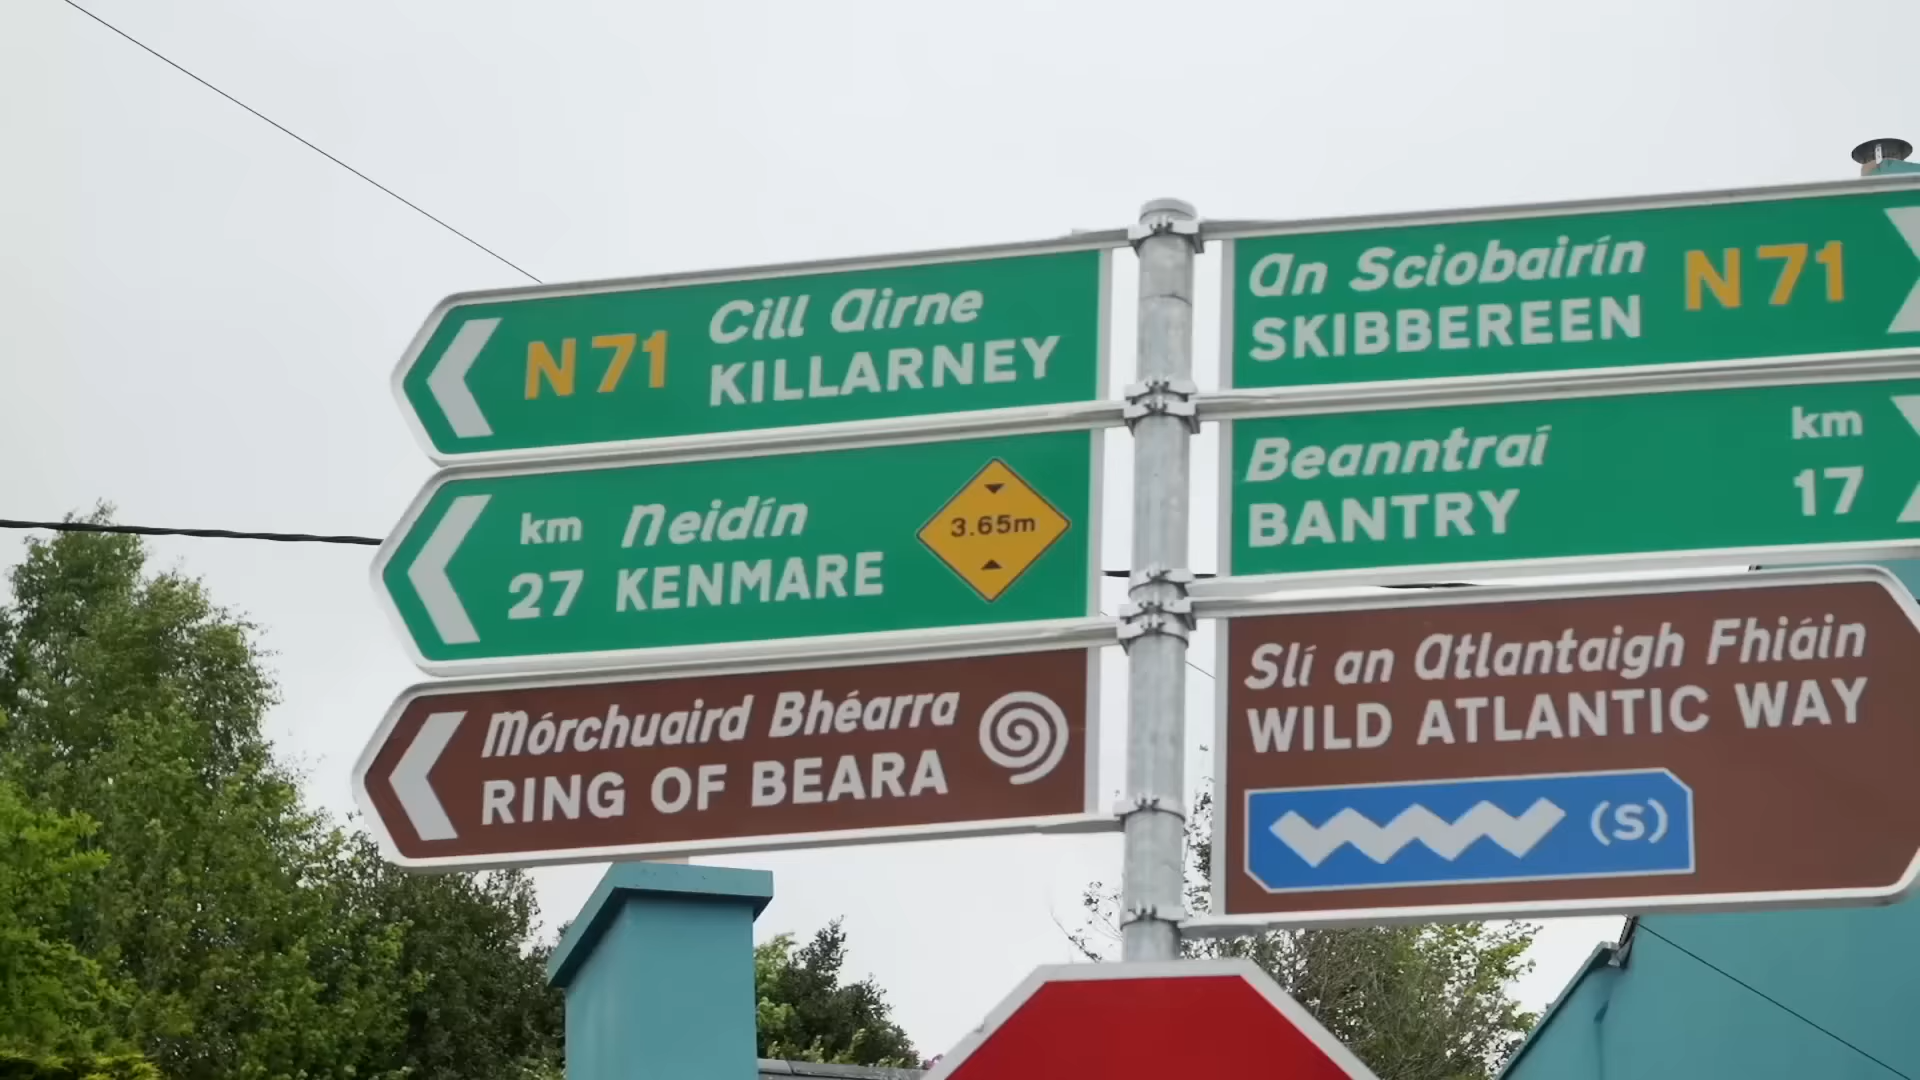 N71 Cill Airne
KILLARNEY
km Neidín
27 KENMARE
3.65m
Mórchuaird Bhéarra
RING OF BEARA
An Sciobairín N71
SKIBBEREEN
Beanntraí km
BANTRY 17
Slí an Atlantaigh Fhiáin
WILD ATLANTIC WAY
(S)